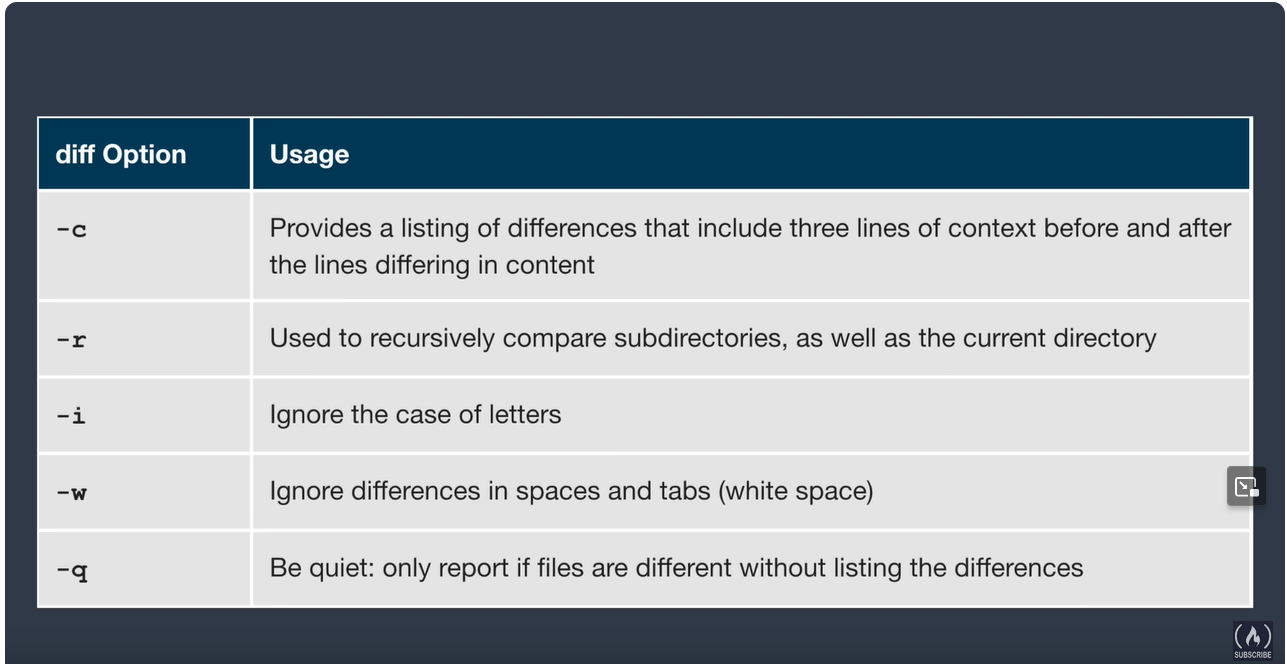 diff Option Usage
-c Provides a listing of differences that include three lines of context before and after
the lines differing in content
-r Used to recursively compare subdirectories, as well as the current directory
-i Ignore the case of letters
-w Ignore differences in spaces and tabs (white space)
-q Be quiet: only report if files are different without listing the differences
SUBSCRIBE